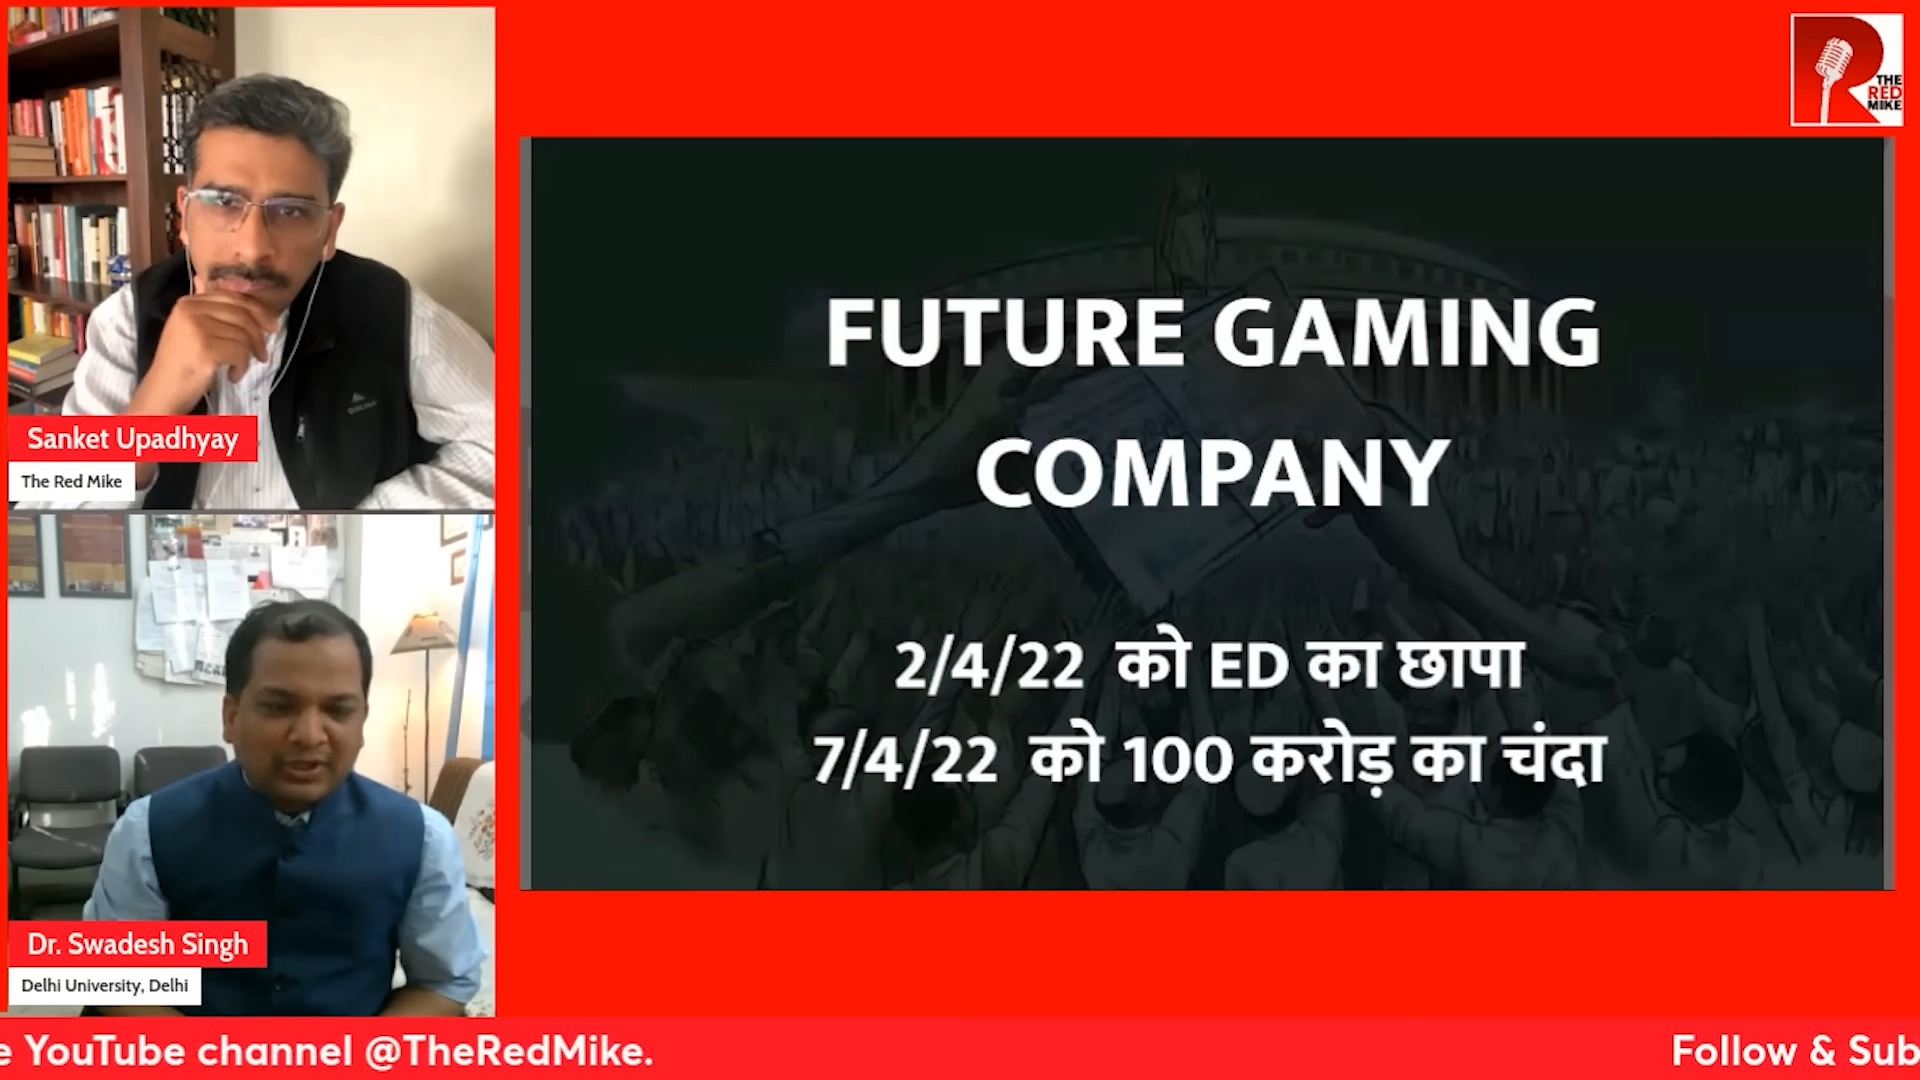 THE
RED
MIKE
FUTURE GAMING
COMPANY
2/4/22 को ED का छापा
7/4/22 को 100 करोड़ का चंदा
Sanket Upadhyay
The Red Mike
Dr. Swadesh Singh
Delhi University, Delhi
e YouTube channel @TheRedMike.
Follow & Sub